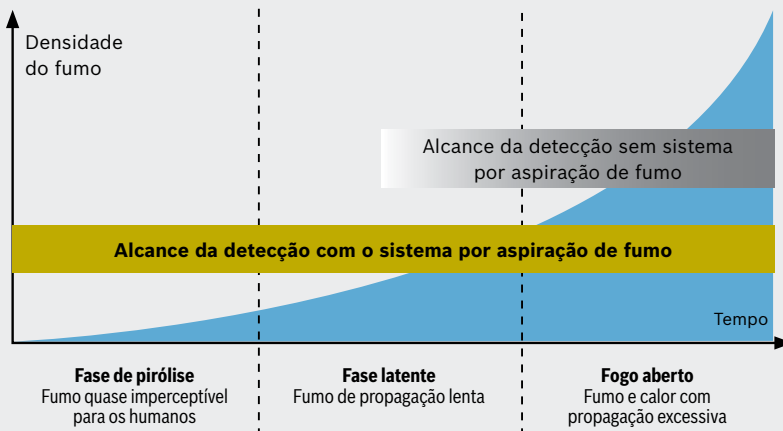 Densidade
do fumo
Alcance da detecção sem sistema
por aspiração de fumo
Alcance da detecção com o sistema por aspiração de fumo
Tempo
Fase de pirólise
Fumo quase imperceptível
para os humanos
Fase latente
Fumo de propagação lenta
Fogo aberto
Fumo e calor com
propagação excessiva